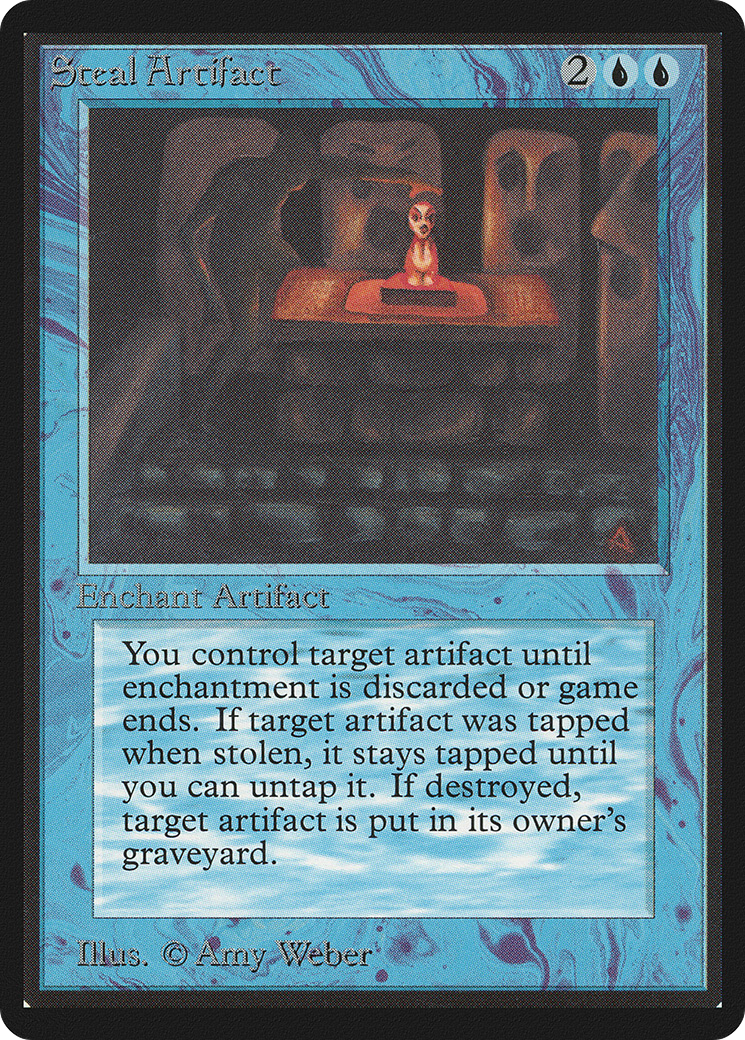 Steal Artifact 2
Enchant Artifact
You control target artifact until
enchantment is discarded or game
ends. If target artifact was tapped
when stolen, it stays tapped until
you can untap it. If destroyed,
target artifact is put in its owner's
graveyard.
Illus. © Amy Weber